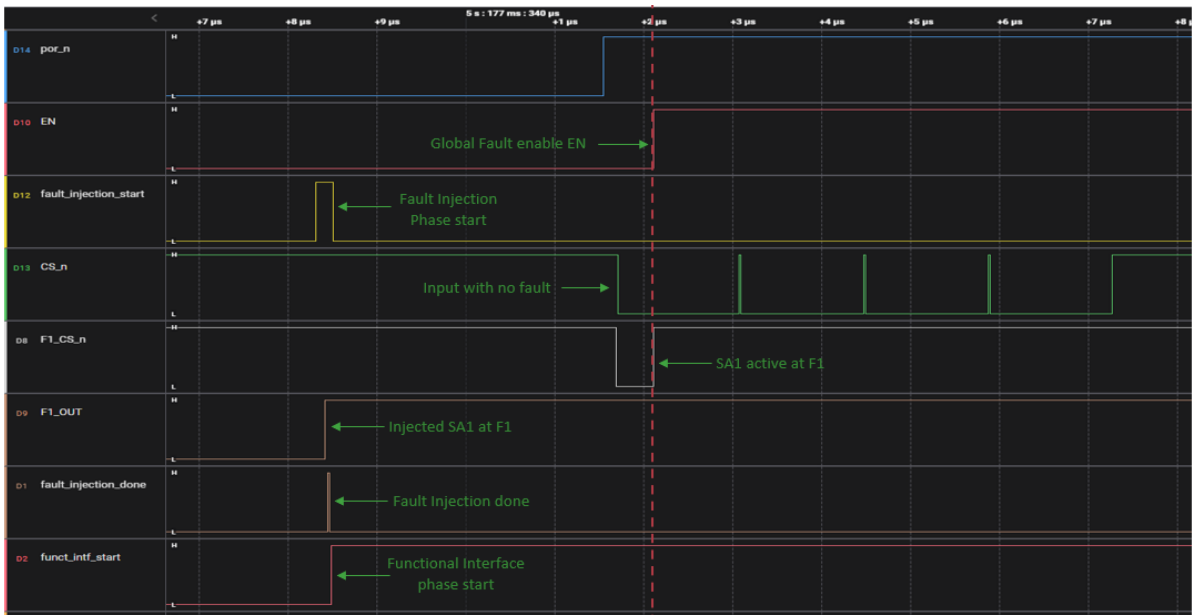 5 s : 177 ms : 340 µs
< +7 µs +8 µs +9 µs +1 µs +2 µs +3 µs +4 µs +5 µs +6 µs +7 µs +8 µ
D14 por_n H
L
D10 EN H
Global Fault enable EN
L
D12 fault_injection_start H
Fault Injection
Phase start
L
D13 CS_n H
Input with no fault
L
D8 F1_CS_n H
SA1 active at F1
L
D9 F1_OUT H
Injected SA1 at F1
L
D1 fault_injection_done H
Fault Injection done
L
D2 funct_intf_start H
Functional Interface
phase start
L